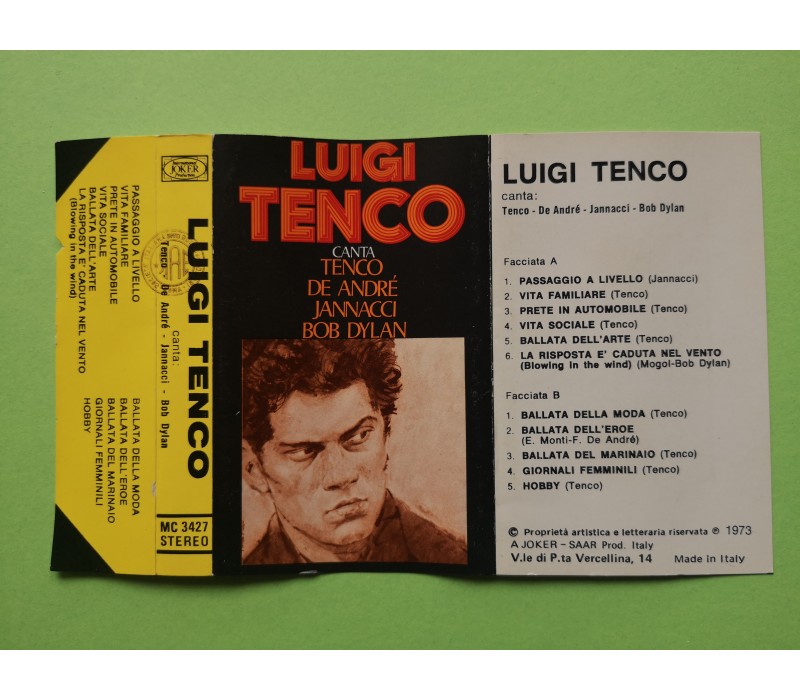 International
JOKER
Productions
PASSAGGIO A LIVELLO
VITA FAMILIARE
PRETE IN AUTOMOBILE
VITA SOCIALE
BALLATA DELL'ARTE
LA RISPOSTA E' CADUTA NEL VENTO
(Blowing in the wind)
BALLATA DELLA MODA
BALLATA DELL'EROE
BALLATA DEL MARINAIO
GIORNALI FEMMINILI
HOBBY
LUIGI TENCO
canta:
Tenco - De André - Jannacci - Bob Dylan
MC 3427
STEREO
LUIGI
TENCO
CANTA
TENCO
DE ANDRÉ
JANNACCI
BOB DYLAN
LUIGI TENCO
canta:
Tenco - De André - Jannacci - Bob Dylan
Facciata A
1. PASSAGGIO A LIVELLO (Jannacci)
2. VITA FAMILIARE (Tenco)
3. PRETE IN AUTOMOBILE (Tenco)
4. VITA SOCIALE (Tenco)
5. BALLATA DELL'ARTE (Tenco)
6. LA RISPOSTA E' CADUTA NEL VENTO
(Blowing in the wind) (Mogol-Bob Dylan)
Facciata B
1. BALLATA DELLA MODA (Tenco)
2. BALLATA DELL'EROE
(E. Monti-F. De André)
3. BALLATA DEL MARINAIO (Tenco)
4. GIORNALI FEMMINILI (Tenco)
5. HOBBY (Tenco)
© Proprietà artistica e letteraria riservata ℗ 1973
A JOKER – SAAR Prod. Italy
V.le di P.ta Vercellina, 14 Made in Italy